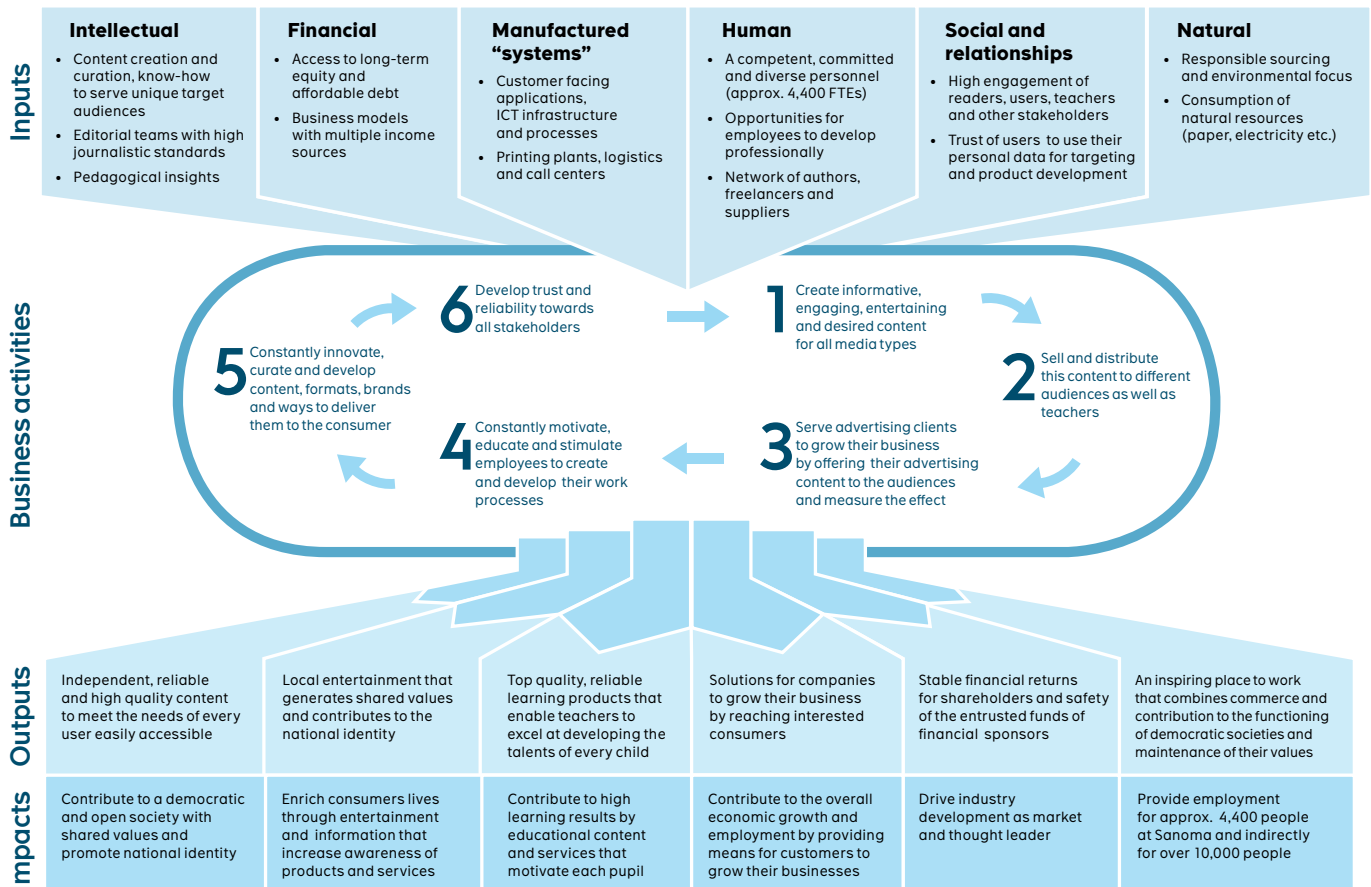 Inputs
Intellectual
• Content creation and
curation, know-how
to serve unique target
audiences
• Editorial teams with high
journalistic standards
• Pedagogical insights
Financial
• Access to long-term
equity and
affordable debt
• Business models
with multiple income
sources
Manufactured
“systems”
• Customer facing
applications,
ICT infrastructure
and processes
• Printing plants, logistics
and call centers
Human
• A competent, committed
and diverse personnel
(approx. 4,400 FTEs)
• Opportunities for
employees to develop
professionally
• Network of authors,
freelancers and
suppliers
Social and
relationships
• High engagement of
readers, users, teachers
and other stakeholders
• Trust of users to use their
personal data for targeting
and product development
Natural
• Responsible sourcing
and environmental focus
• Consumption of
natural resources
(paper, electricity etc.)
Business activities
1
Create informative,
engaging, entertaining
and desired content
for all media types
2
Sell and distribute
this content to different
audiences as well as
teachers
3
Serve advertising clients
to grow their business
by offering their advertising
content to the audiences
and measure the effect
4
Constantly motivate,
educate and stimulate
employees to create
and develop their work
processes
5
Constantly innovate,
curate and develop
content, formats, brands
and ways to deliver
them to the consumer
6
Develop trust and
reliability towards
all stakeholders
Outputs
Independent, reliable
and high quality content
to meet the needs of every
user easily accessible
Local entertainment that
generates shared values
and contributes to the
national identity
Top quality, reliable
learning products that
enable teachers to
excel at developing the
talents of every child
Solutions for companies
to grow their business
by reaching interested
consumers
Stable financial returns
for shareholders and safety
of the entrusted funds of
financial sponsors
An inspiring place to work
that combines commerce and
contribution to the functioning
of democratic societies and
maintenance of their values
mpacts
Contribute to a democratic
and open society with
shared values and
promote national identity
Enrich consumers lives
through entertainment
and information that
increase awareness of
products and services
Contribute to high
learning results by
educational content
and services that
motivate each pupil
Contribute to the overall
economic growth and
employment by providing
means for customers to
grow their businesses
Drive industry
development as market
and thought leader
Provide employment
for approx. 4,400 people
at Sanoma and indirectly
for over 10,000 people